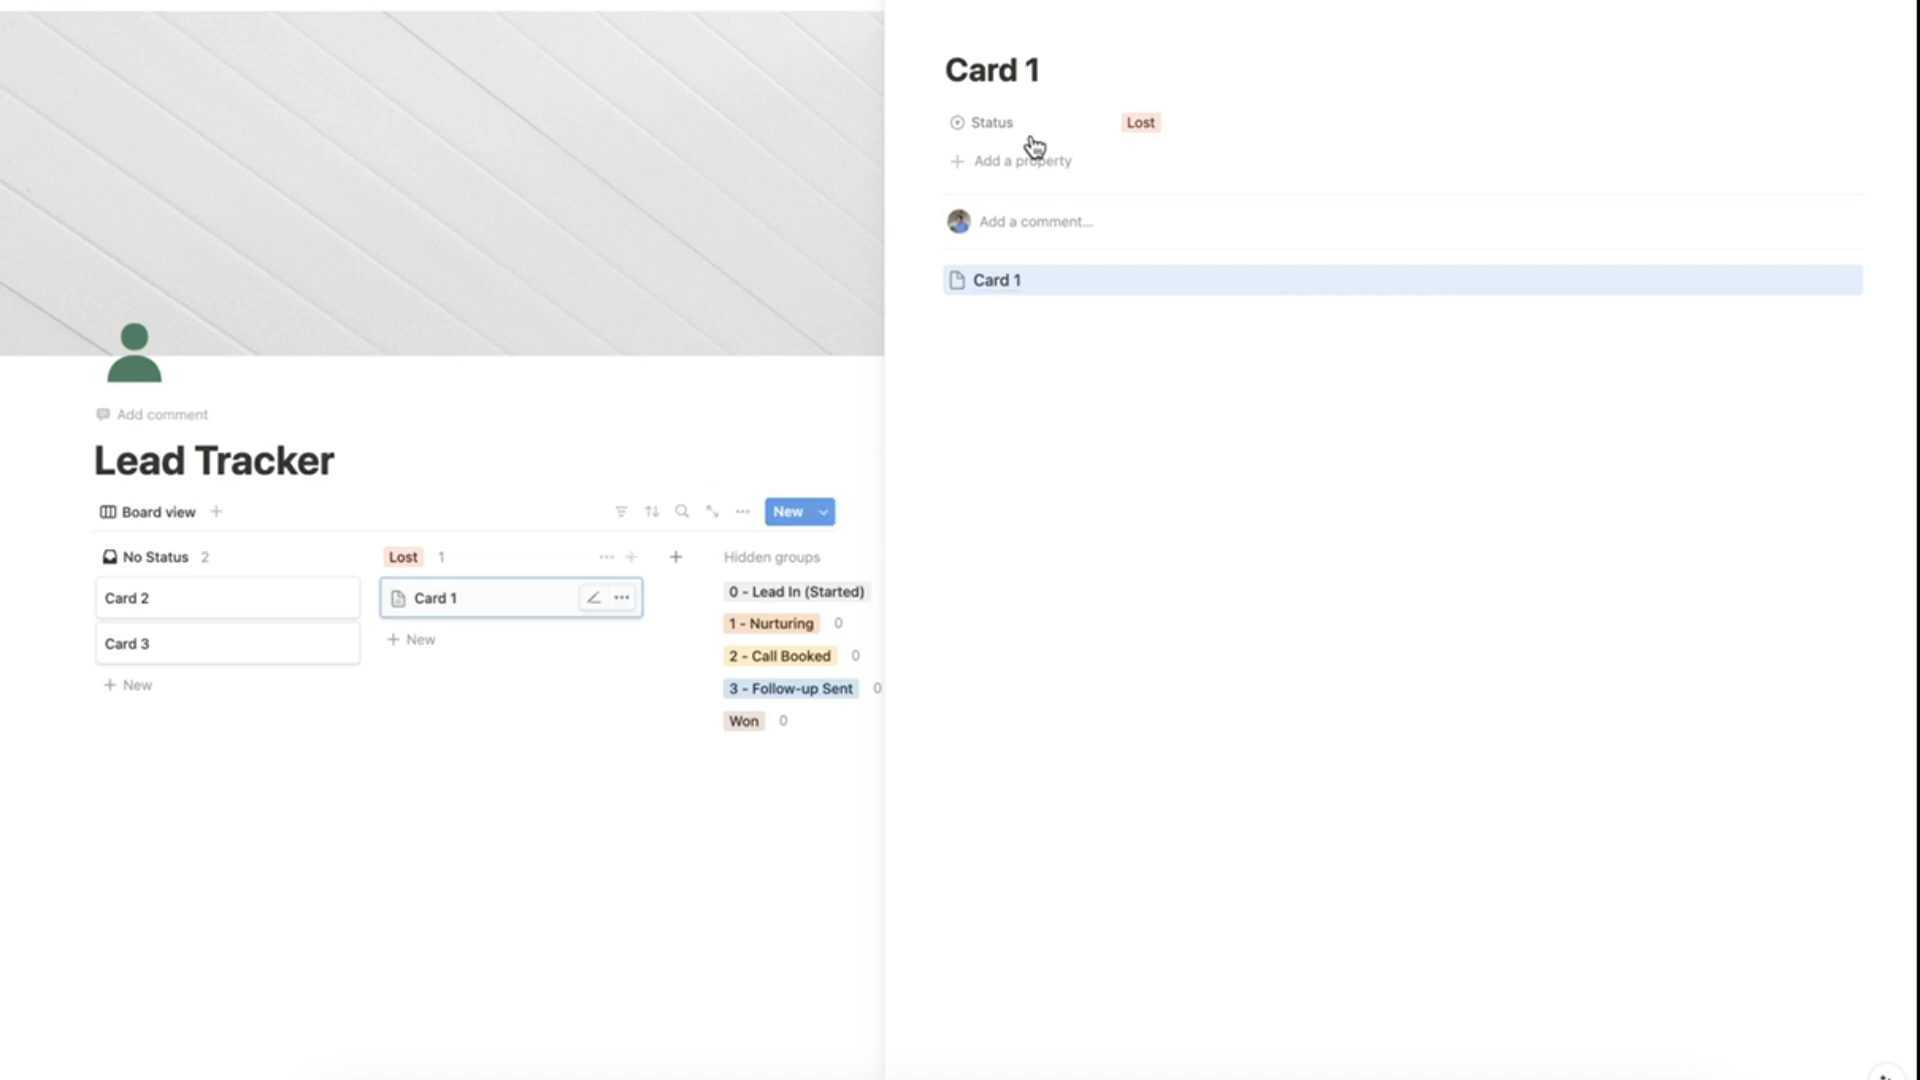 Add comment
Lead Tracker
Board view
New
No Status 2
Card 2
Card 3
New
Lost 1
Card 1
New
Hidden groups
0 - Lead In (Started)
1 - Nurturing 0
2 - Call Booked 0
3 - Follow-up Sent 0
Won 0
Card 1
Status Lost
Add a property
Add a comment...
Card 1